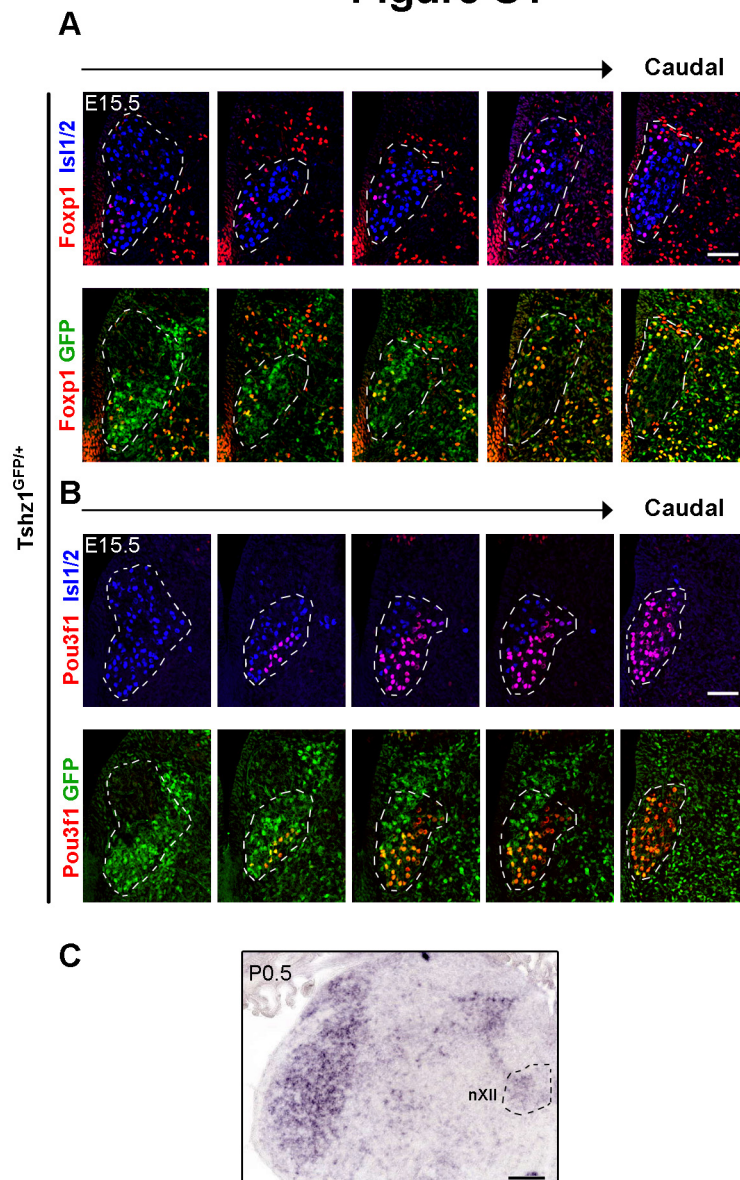 A
Caudal
E15.5
Foxp1 Isl1/2
Foxp1 GFP
Tshz1GFP/+
B
Caudal
E15.5
Pou3f1 Isl1/2
Pou3f1 GFP
C
P0.5
nXII